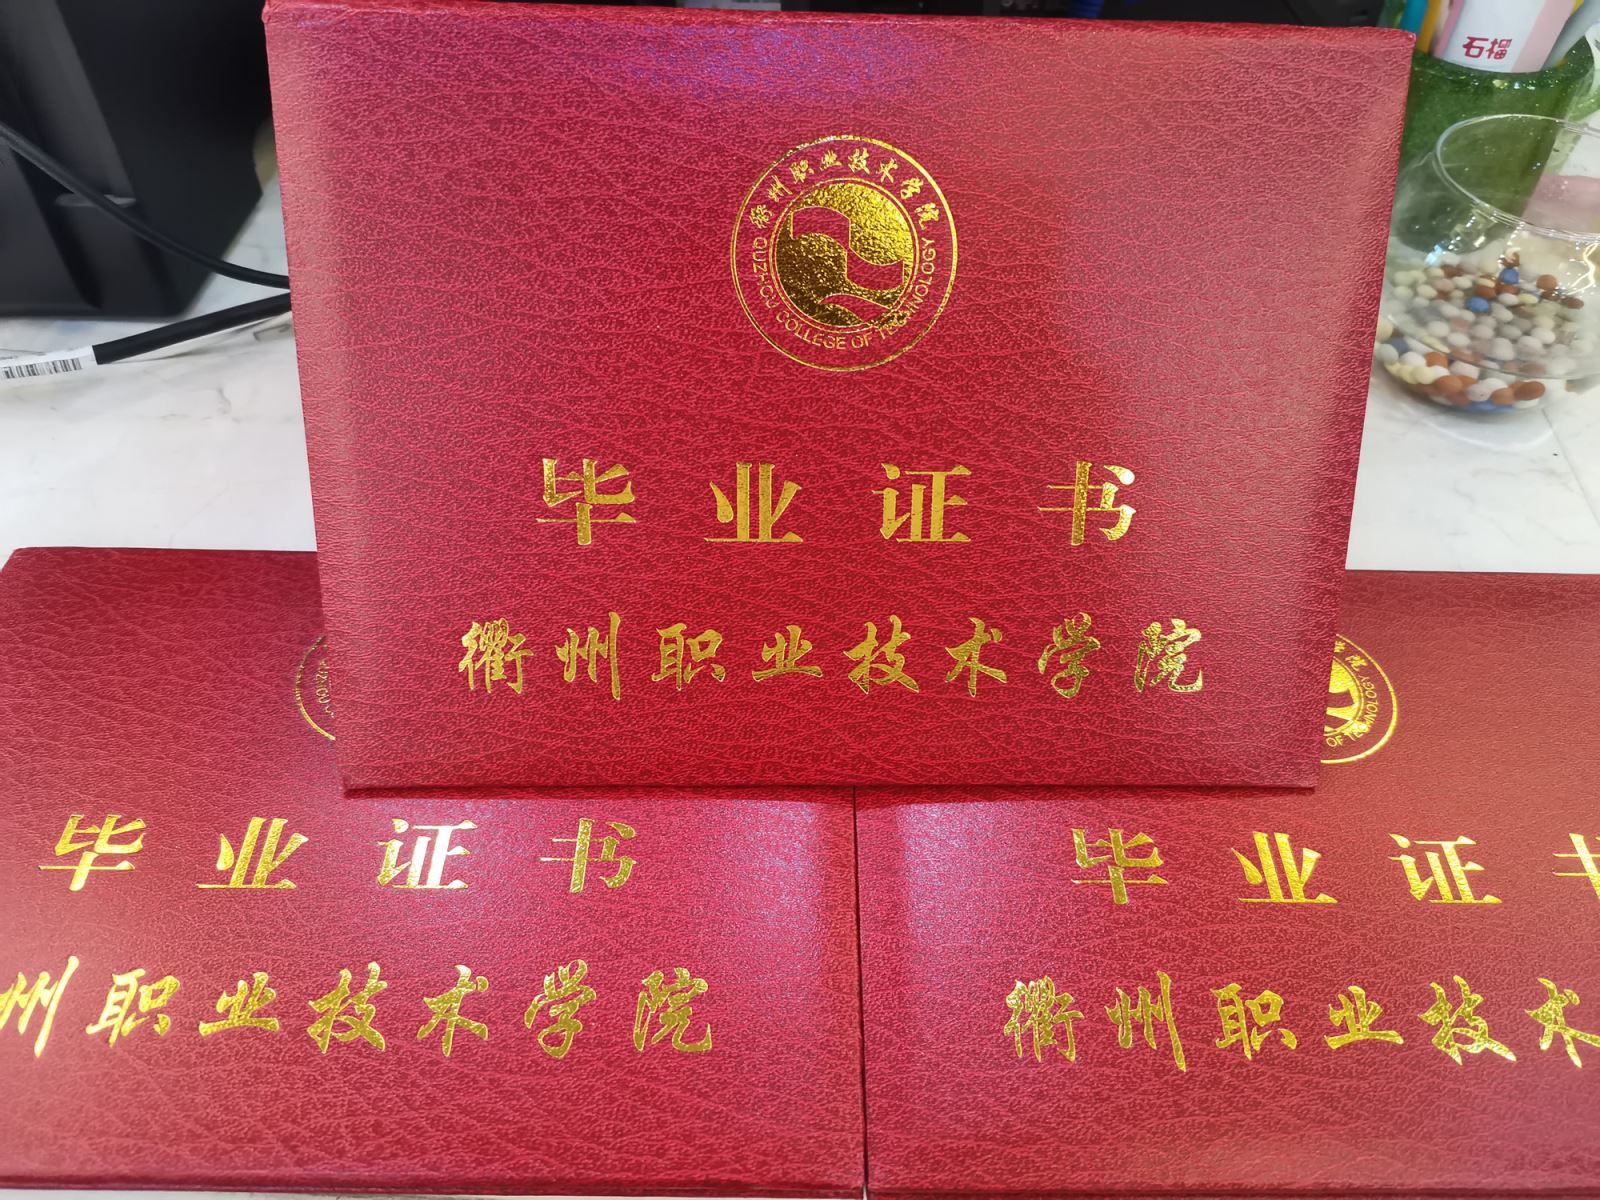 石榴
衢州职业技术学院
QUZHOU COLLEGE OF TECHNOLOGY
毕业证书
衢州职业技术学院
毕业证书
州职业技术学院
OF TECHNOLOGY
毕业证
衢州职业技术